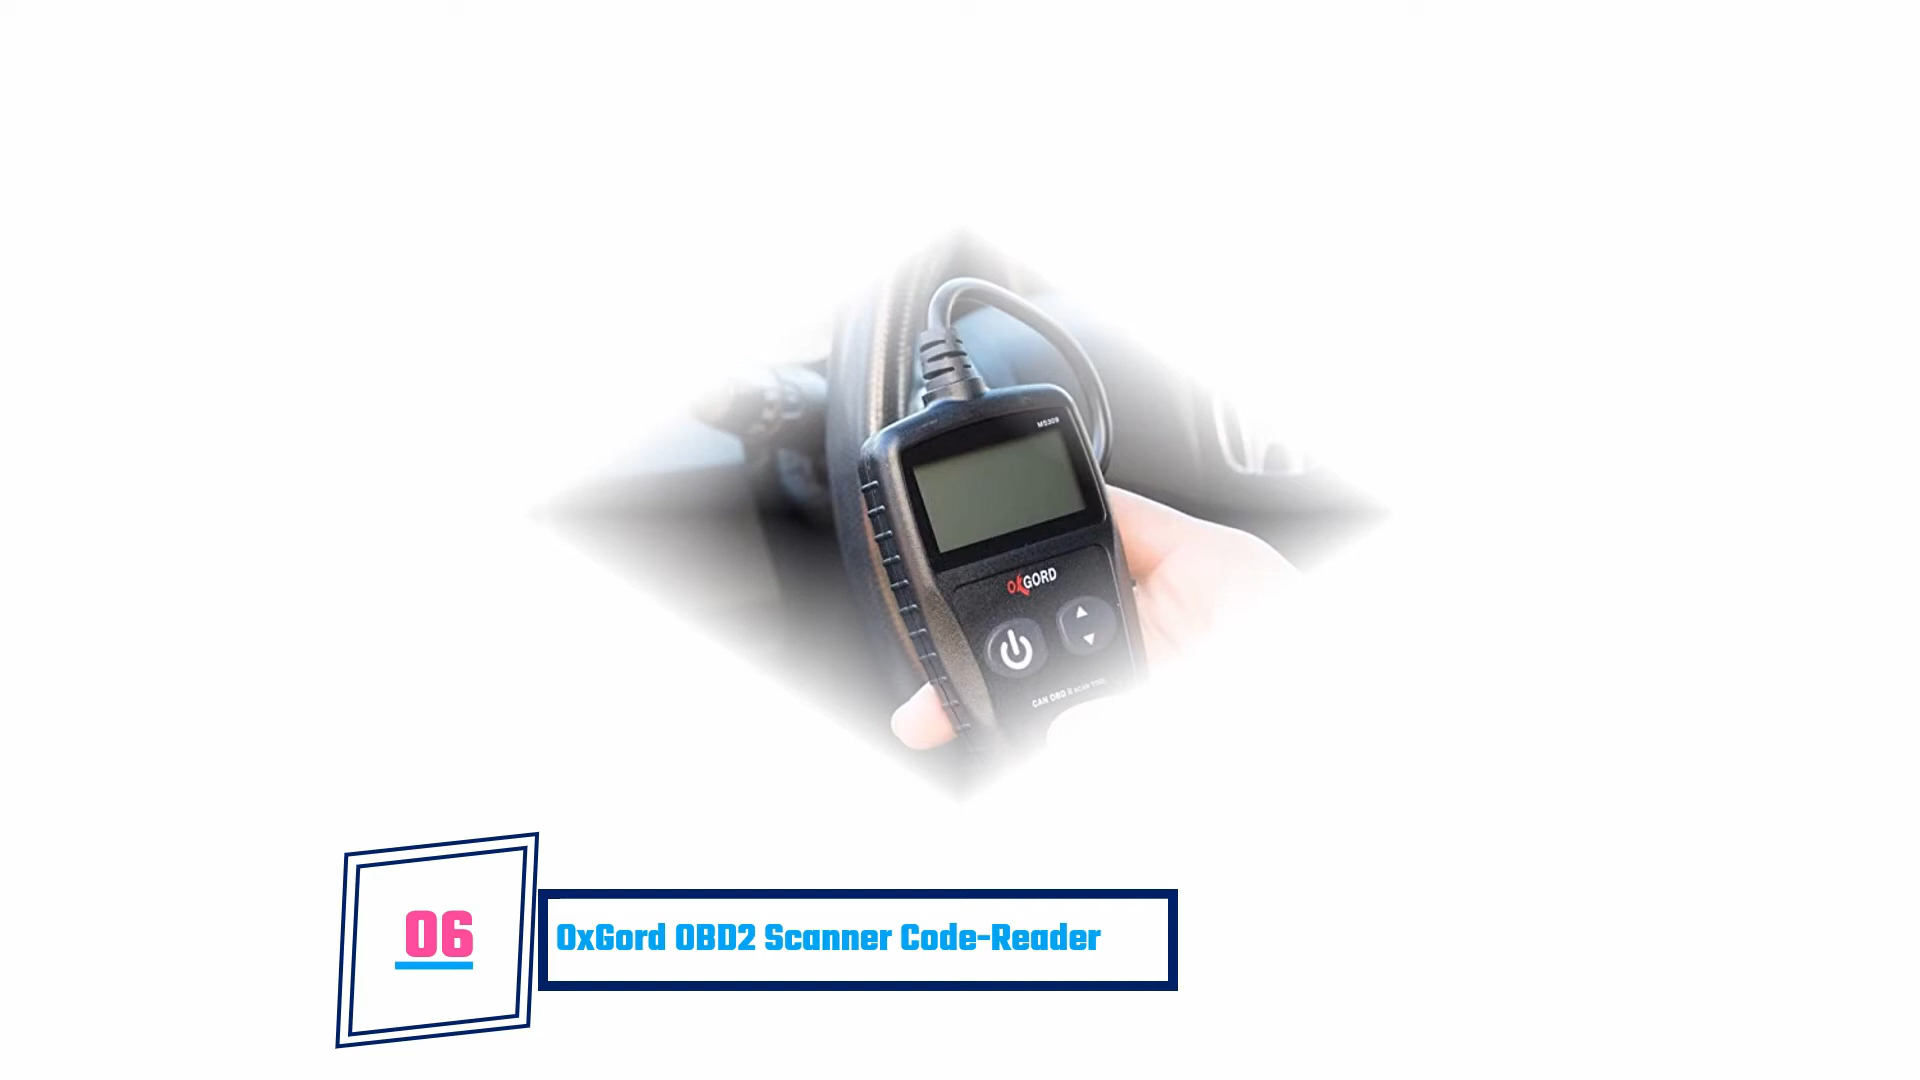 MS309
OXGORD
CAN OBD II SCAN TOOL
06
OxGord OBD2 Scanner Code-Reader